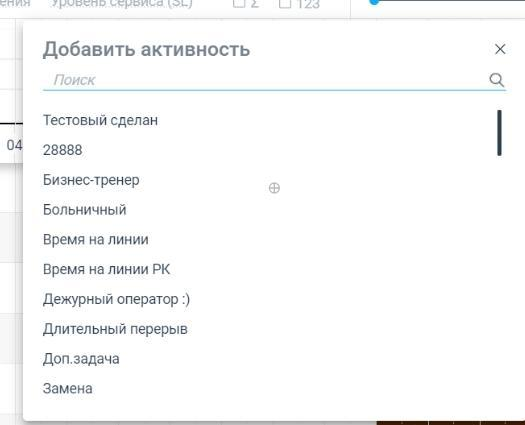 ения Уровень сервиса (SL) Σ 123
Добавить активность
Поиск
Тестовый сделан
28888
Бизнес-тренер
04
Больничный
Время на линии
Время на линии РК
Дежурный оператор :)
Длительный перерыв
Доп.задача
Замена